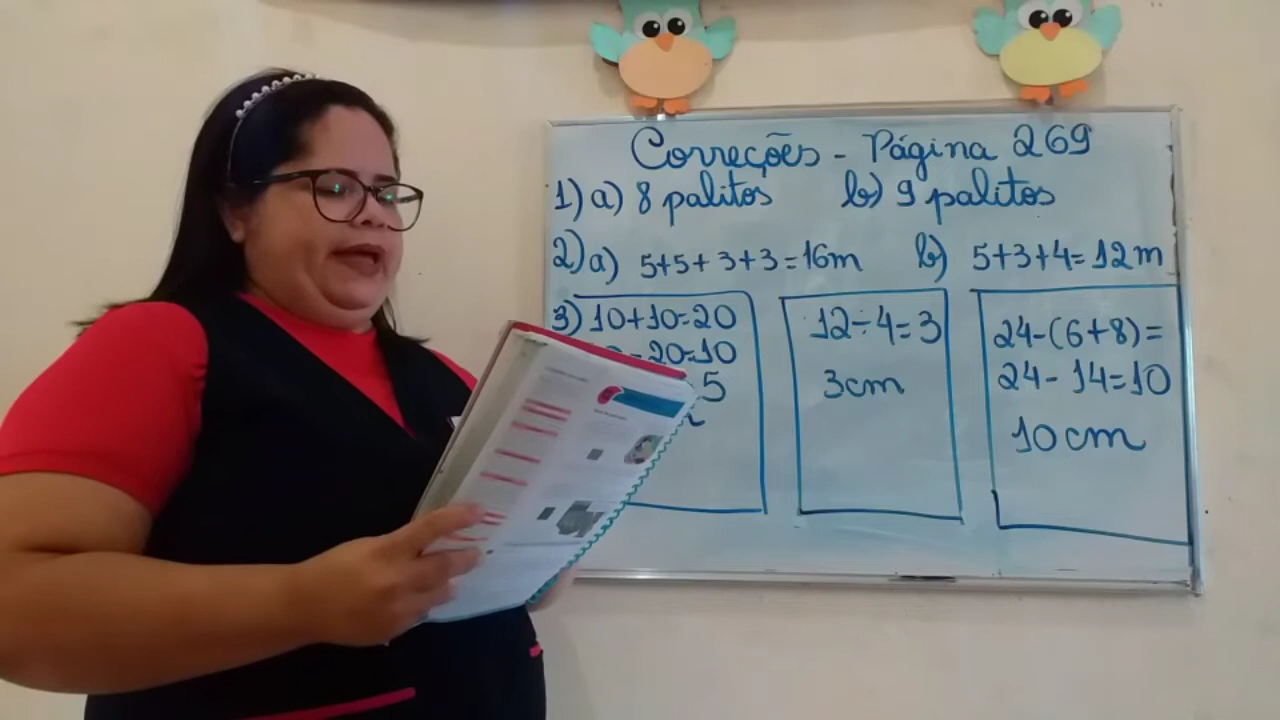 Correções - Página 269
1) a) 8 palitos b) 9 palitos
2) a) 5+5+3+3=16m b) 5+3+4=12m
3) 10+10=20
-20=10
5
12÷4=3
3cm
24-(6+8)=
24-14=10
10cm